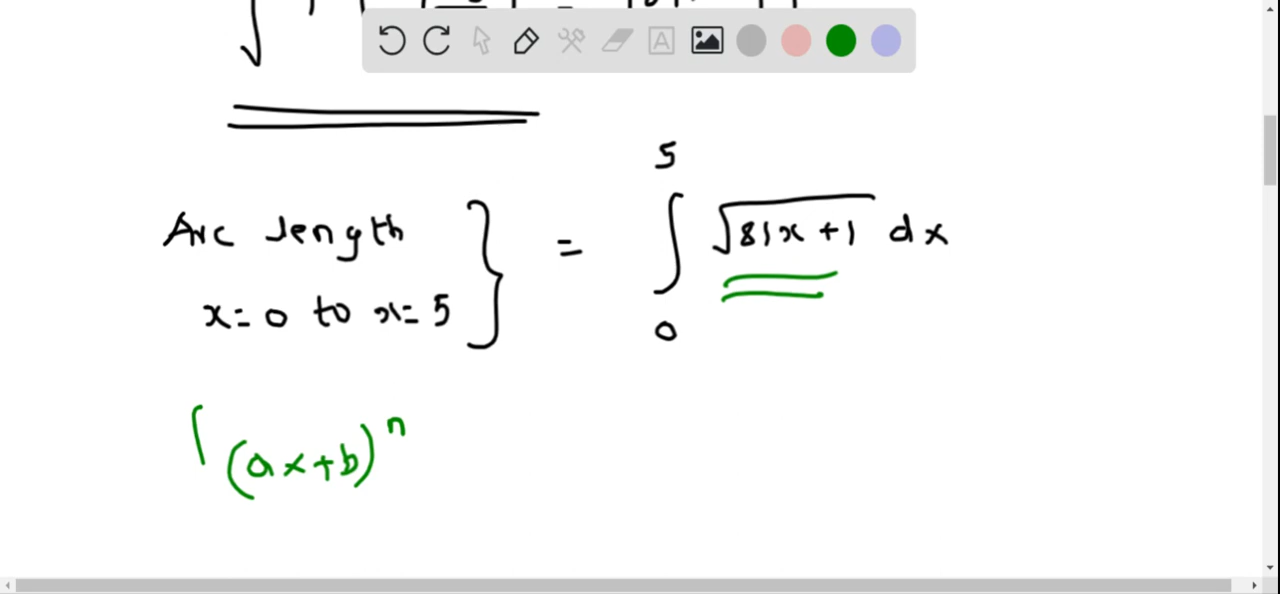 5
Arc length } = ∫ √81x+1 dx
x=0 to x=5
0
(ax+b)^n